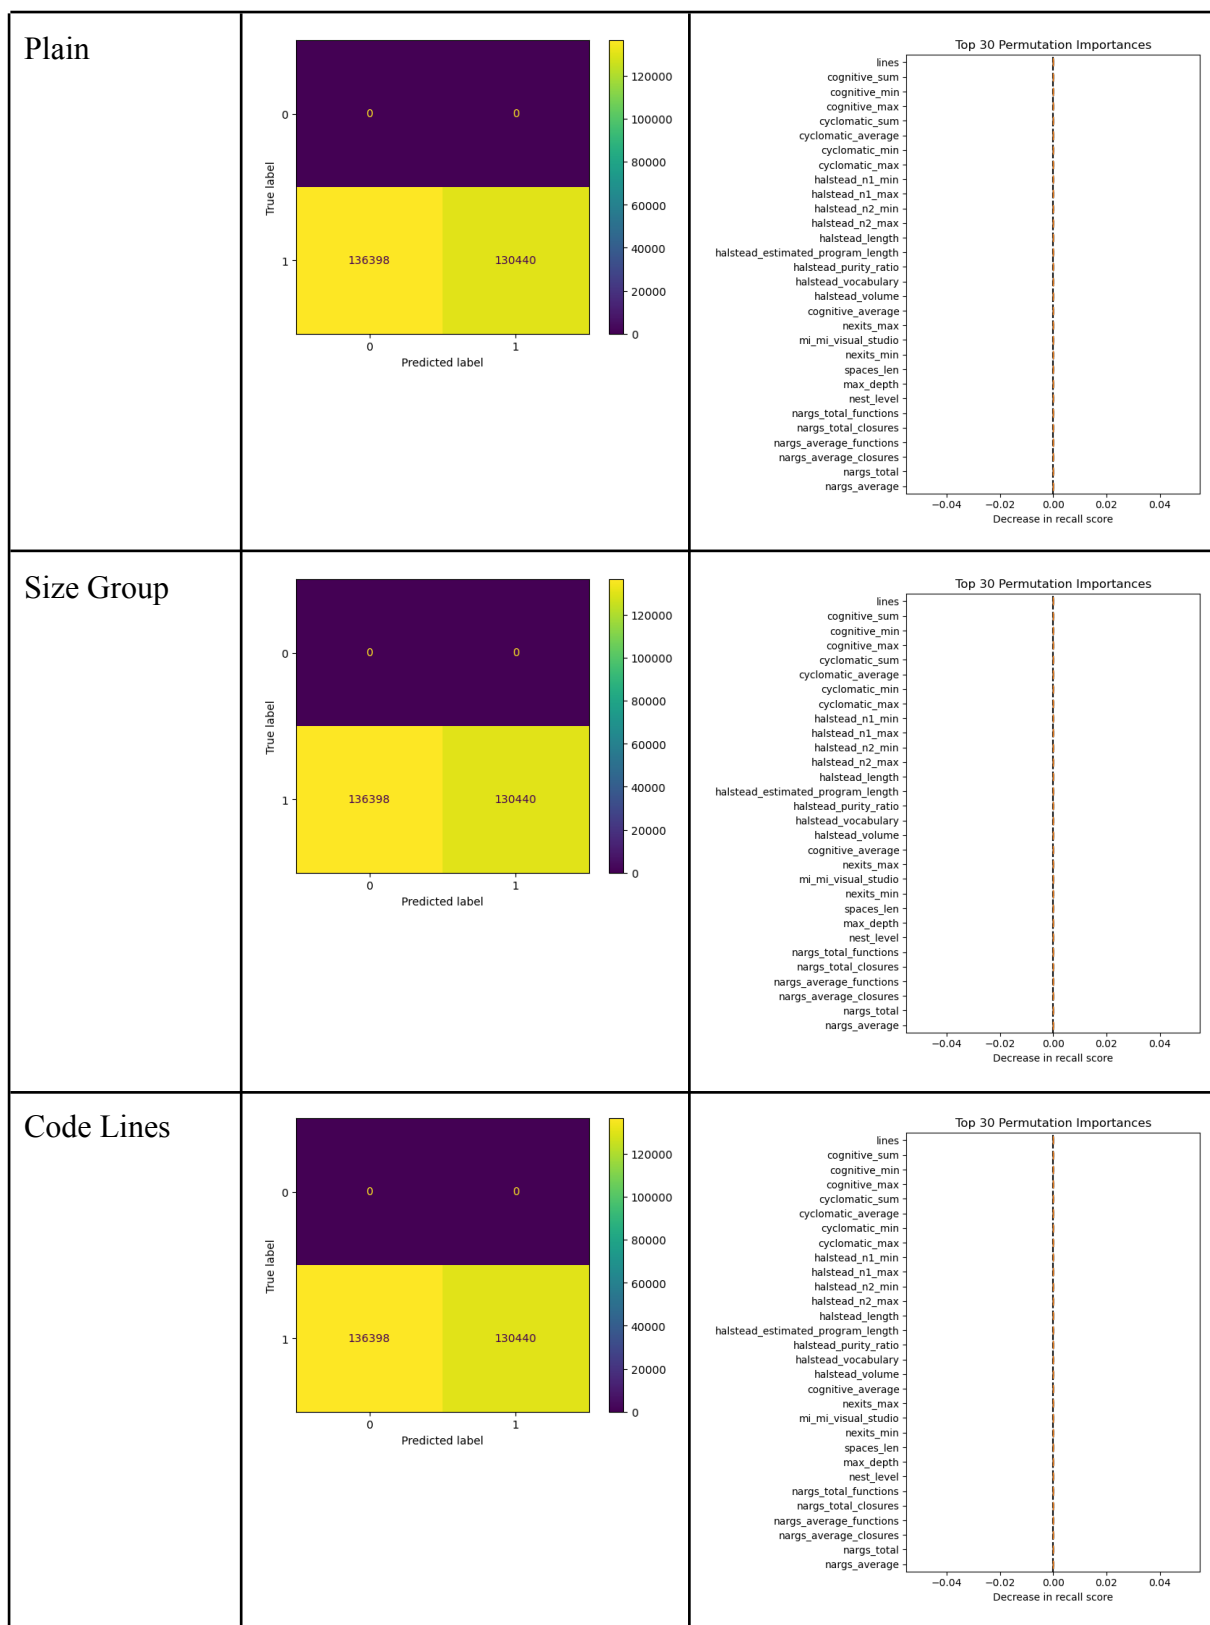 Plain
0
0
0
1
136398
130440
0
1
True label
Predicted label
120000
100000
80000
60000
40000
20000
0
Top 30 Permutation Importances
lines
cognitive_sum
cognitive_min
cognitive_max
cyclomatic_sum
cyclomatic_average
cyclomatic_min
cyclomatic_max
halstead_n1_min
halstead_n1_max
halstead_n2_min
halstead_n2_max
halstead_length
halstead_estimated_program_length
halstead_purity_ratio
halstead_vocabulary
halstead_volume
cognitive_average
nexits_max
mi_mi_visual_studio
nexits_min
spaces_len
max_depth
nest_level
nargs_total_functions
nargs_total_closures
nargs_average_functions
nargs_average_closures
nargs_total
nargs_average
−0.04 −0.02 0.00 0.02 0.04
Decrease in recall score
Size Group
0
0
0
1
136398
130440
0
1
True label
Predicted label
120000
100000
80000
60000
40000
20000
0
Top 30 Permutation Importances
lines
cognitive_sum
cognitive_min
cognitive_max
cyclomatic_sum
cyclomatic_average
cyclomatic_min
cyclomatic_max
halstead_n1_min
halstead_n1_max
halstead_n2_min
halstead_n2_max
halstead_length
halstead_estimated_program_length
halstead_purity_ratio
halstead_vocabulary
halstead_volume
cognitive_average
nexits_max
mi_mi_visual_studio
nexits_min
spaces_len
max_depth
nest_level
nargs_total_functions
nargs_total_closures
nargs_average_functions
nargs_average_closures
nargs_total
nargs_average
−0.04 −0.02 0.00 0.02 0.04
Decrease in recall score
Code Lines
0
0
0
1
136398
130440
0
1
True label
Predicted label
120000
100000
80000
60000
40000
20000
0
Top 30 Permutation Importances
lines
cognitive_sum
cognitive_min
cognitive_max
cyclomatic_sum
cyclomatic_average
cyclomatic_min
cyclomatic_max
halstead_n1_min
halstead_n1_max
halstead_n2_min
halstead_n2_max
halstead_length
halstead_estimated_program_length
halstead_purity_ratio
halstead_vocabulary
halstead_volume
cognitive_average
nexits_max
mi_mi_visual_studio
nexits_min
spaces_len
max_depth
nest_level
nargs_total_functions
nargs_total_closures
nargs_average_functions
nargs_average_closures
nargs_total
nargs_average
−0.04 −0.02 0.00 0.02 0.04
Decrease in recall score